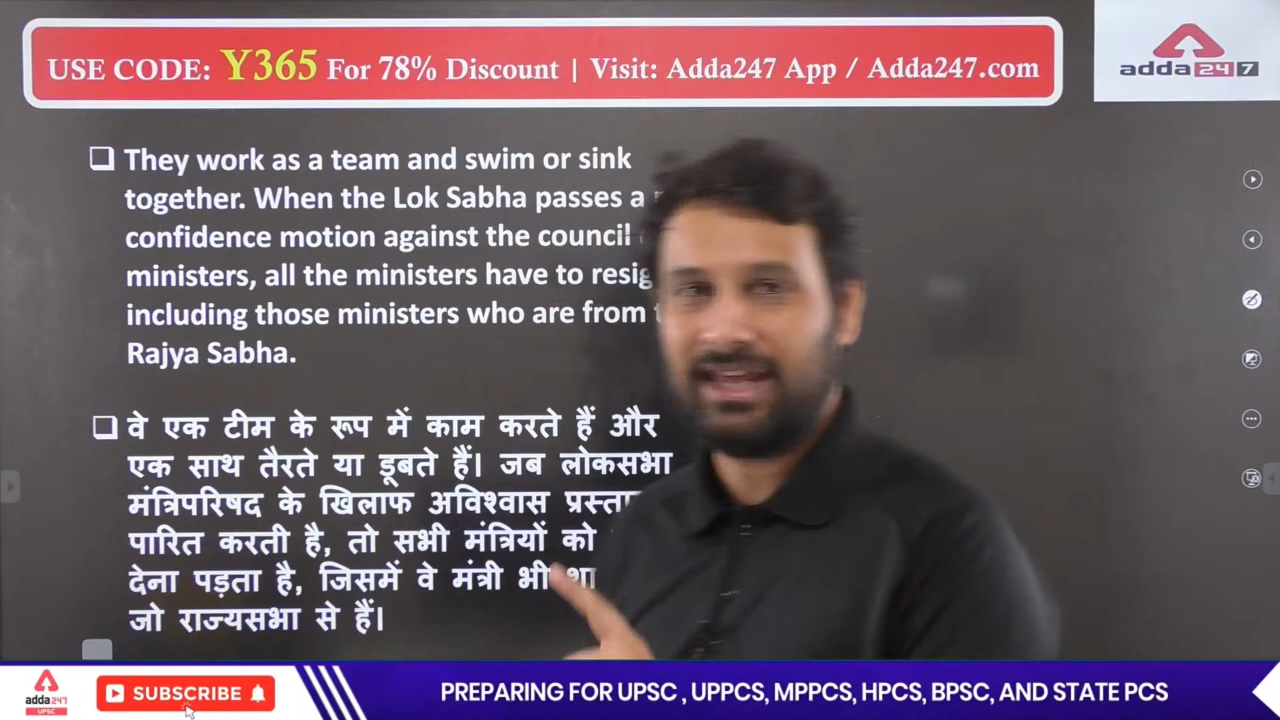 USE CODE: Y365 For 78% Discount | Visit: Adda247 App / Adda247.com
adda 247
They work as a team and swim or sink
together. When the Lok Sabha passes a
confidence motion against the council
ministers, all the ministers have to
including those ministers who are from
Rajya Sabha.
वे एक टीम के रूप में काम करते हैं और
एक साथ तैरते या डूबते हैं। जब लोकसभा
मंत्रिपरिषद के खिलाफ अविश्वास
पारित करती है, तो सभी मंत्रियों को
देना पड़ता है, जिसमें वे मंत्री भी
जो राज्यसभा से हैं।
adda247
UPSC
SUBSCRIBE
PREPARING FOR UPSC , UPPCS, MPPCS, HPCS, BPSC, AND STATE PCS